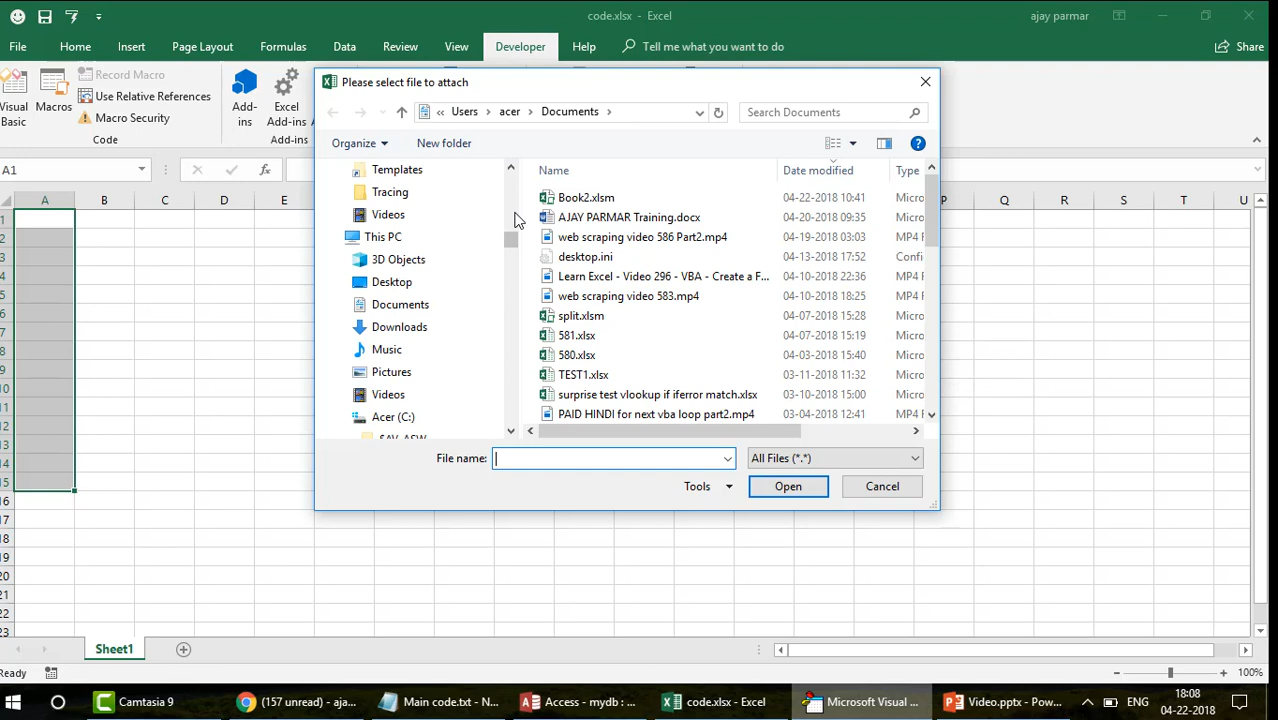 code.xlsx - Excel
ajay parmar
File Home Insert Page Layout Formulas Data Review View Developer Help Tell me what you want to do Share
Visual Basic
Macros
Record Macro
Use Relative References
Macro Security
Code
Add-ins
Excel Add-ins
Add-ins
Please select file to attach
« Users > acer > Documents >
Search Documents
Organize
New folder
Templates
Tracing
Videos
This PC
3D Objects
Desktop
Documents
Downloads
Music
Pictures
Videos
Acer (C:)
$AV_ASW
Name Date modified Type
Book2.xlsm 04-22-2018 10:41 Micro
AJAY PARMAR Training.docx 04-20-2018 09:35 Micro
web scraping video 586 Part2.mp4 04-19-2018 03:03 MP4 F
desktop.ini 04-13-2018 17:52 Confi
Learn Excel - Video 296 - VBA - Create a F... 04-10-2018 22:36 MP4 F
web scraping video 583.mp4 04-10-2018 18:25 MP4 F
split.xlsm 04-07-2018 15:28 Micro
581.xlsx 04-07-2018 15:19 Micro
580.xlsx 04-03-2018 15:40 Micro
TEST1.xlsx 03-11-2018 11:32 Micro
surprise test vlookup if iferror match.xlsx 03-10-2018 15:00 Micro
PAID HINDI for next vba loop part2.mp4 03-04-2018 12:41 MP4 F
File name:
All Files (*.*)
Tools
Open
Cancel
A1
fx
A B C D E P Q R S T U
1
2
3
4
5
6
7
8
9
10
11
12
13
14
15
16
17
18
19
20
21
22
23
Sheet1
Ready
100%
Camtasia 9
(157 unread) - aja...
Main code.txt - N...
Access - mydb : ...
code.xlsx - Excel
Microsoft Visual ...
Video.pptx - Pow...
ENG
18:08
04-22-2018